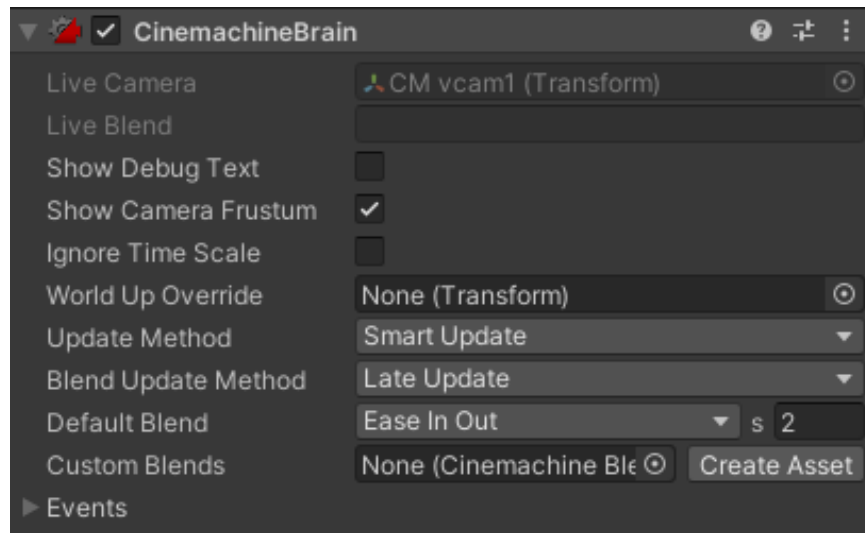 CinemachineBrain
Live Camera CM vcam1 (Transform)
Live Blend
Show Debug Text
Show Camera Frustum
Ignore Time Scale
World Up Override None (Transform)
Update Method Smart Update
Blend Update Method Late Update
Default Blend Ease In Out s 2
Custom Blends None (Cinemachine Ble Create Asset
Events